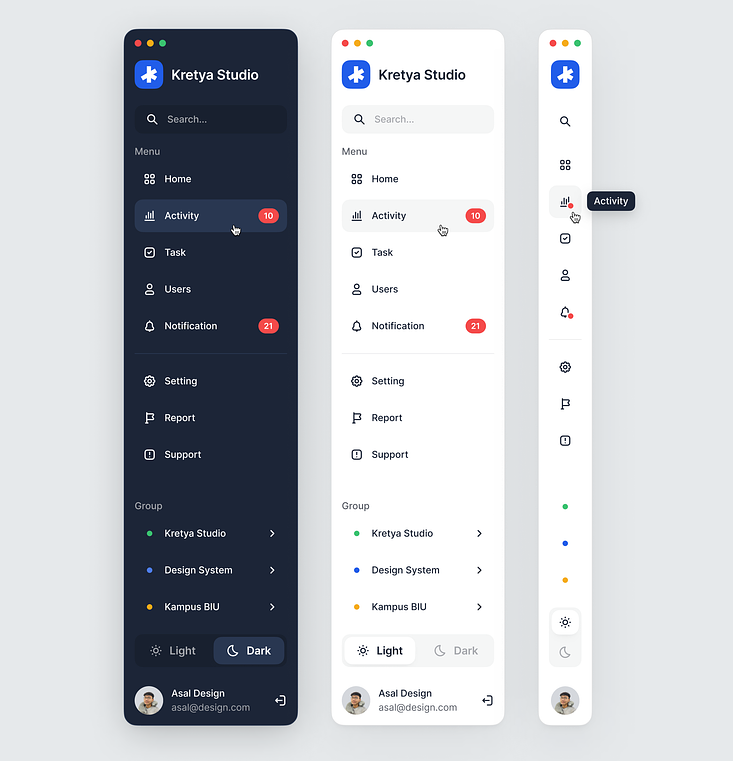 Kretya Studio
Search...
Menu
Home
Activity 10
Task
Users
Notification 21
Setting
Report
Support
Group
Kretya Studio
Design System
Kampus BIU
Light Dark
Asal Design
asal@design.com
Kretya Studio
Search...
Menu
Home
Activity 10
Task
Users
Notification 21
Setting
Report
Support
Group
Kretya Studio
Design System
Kampus BIU
Light Dark
Asal Design
asal@design.com
Activity